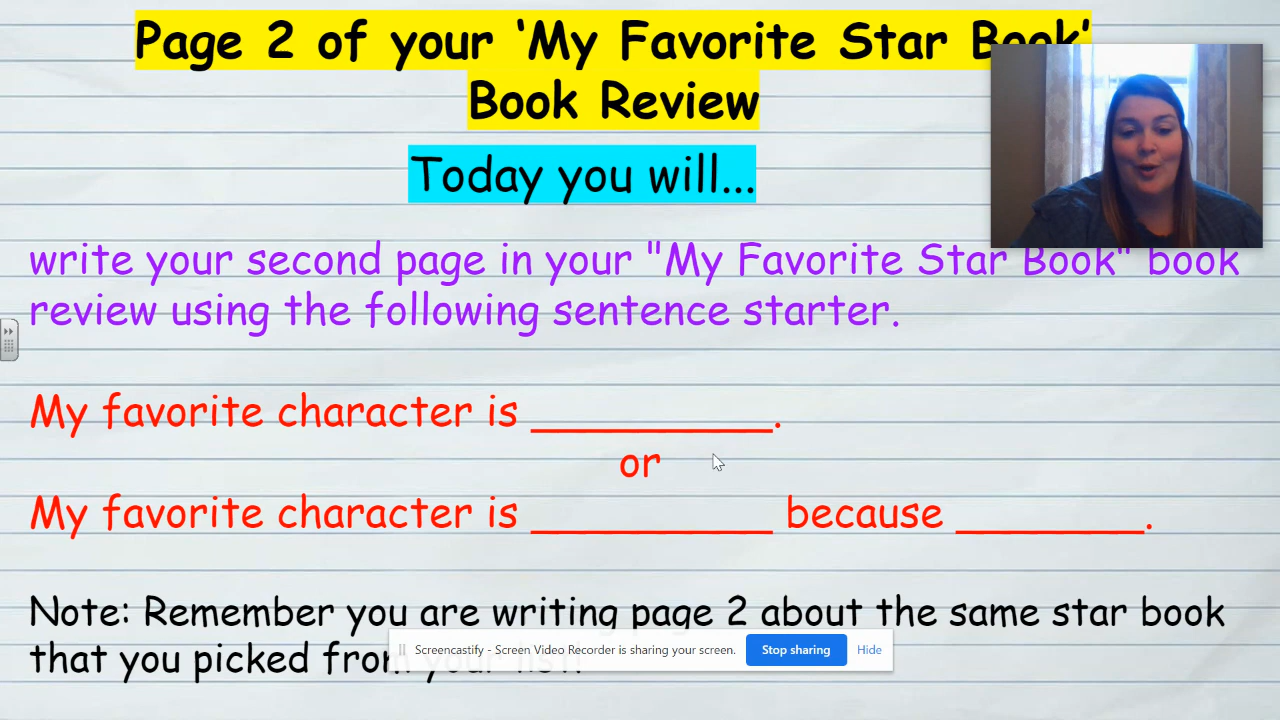 Page 2 of your ‘My Favorite Star Book’
Book Review
Today you will...
write your second page in your "My Favorite Star Book" book
review using the following sentence starter.
My favorite character is _________.
or
My favorite character is _________ because _______.
Note: Remember you are writing page 2 about the same star book
that you picked from your list!
Screencastify - Screen Video Recorder is sharing your screen.
Stop sharing
Hide